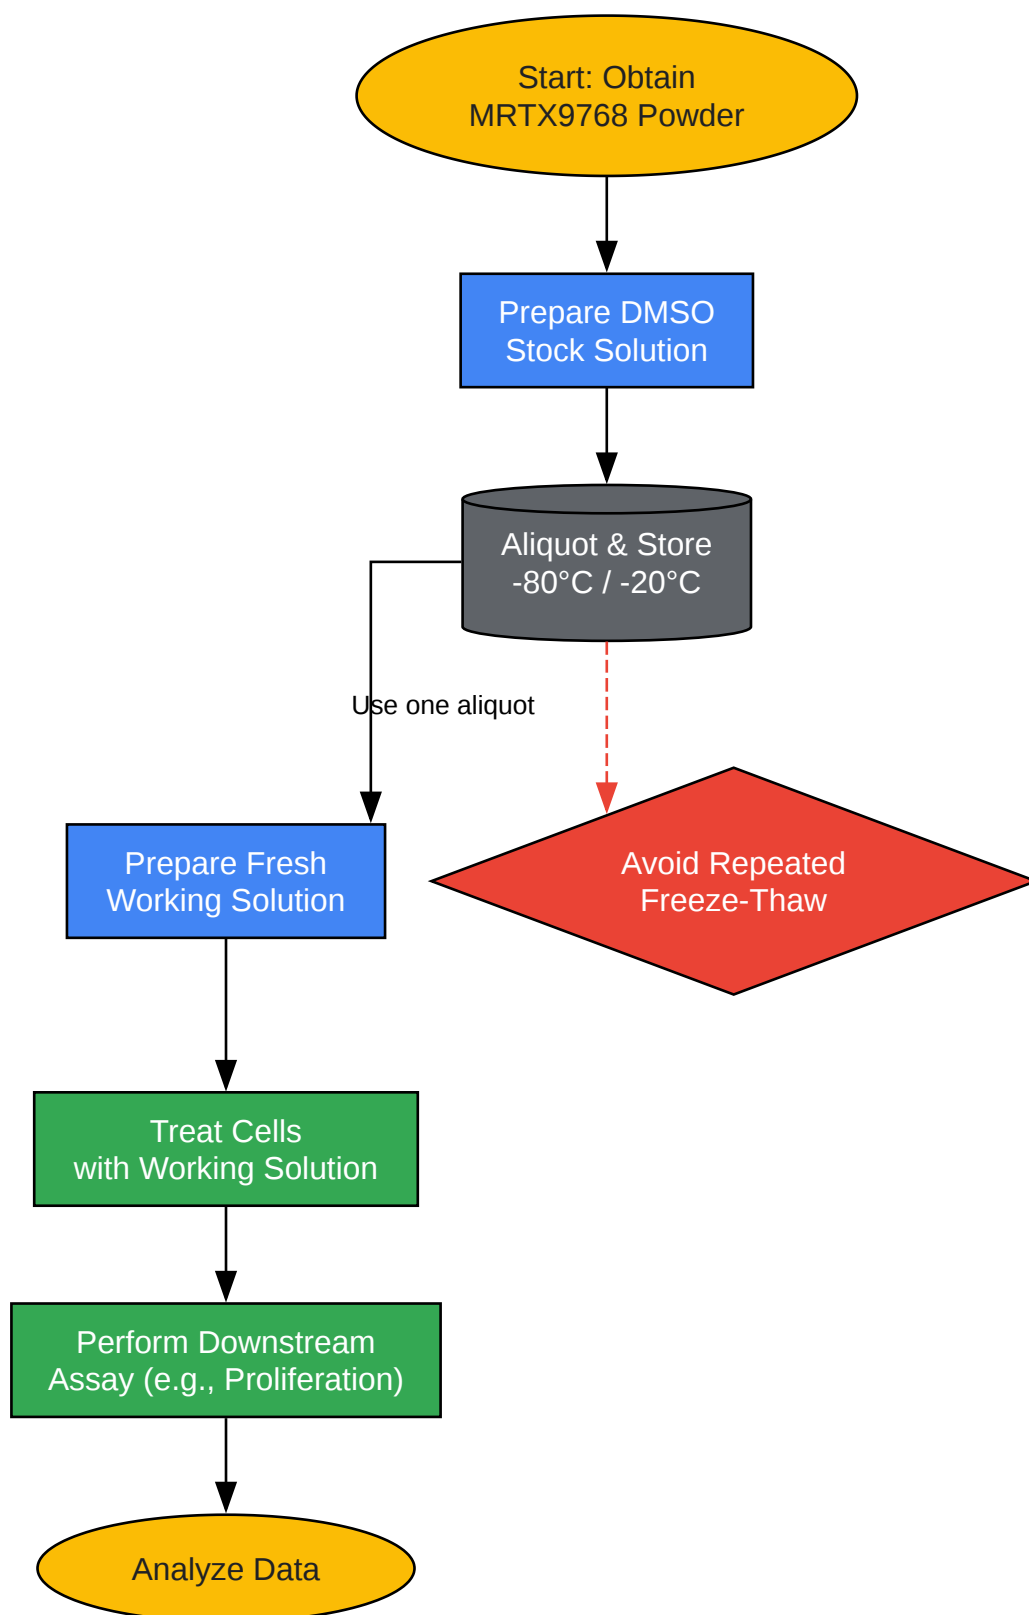 Start: Obtain
MRTX9768 Powder
Prepare DMSO
Stock Solution
Aliquot & Store
-80°C / -20°C
Use one aliquot
Prepare Fresh
Working Solution
Avoid Repeated
Freeze-Thaw
Treat Cells
with Working Solution
Perform Downstream
Assay (e.g., Proliferation)
Analyze Data